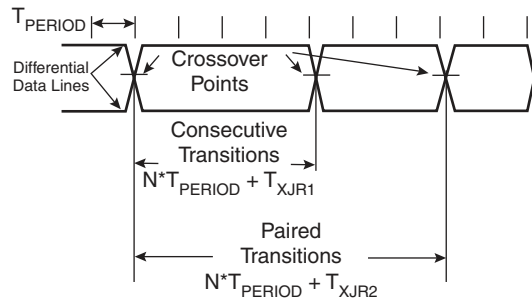 TPERIOD
Differential
Data Lines
Crossover
Points
Consecutive
Transitions
N*TPERIOD + TXJR1
Paired
Transitions
N*TPERIOD + TXJR2